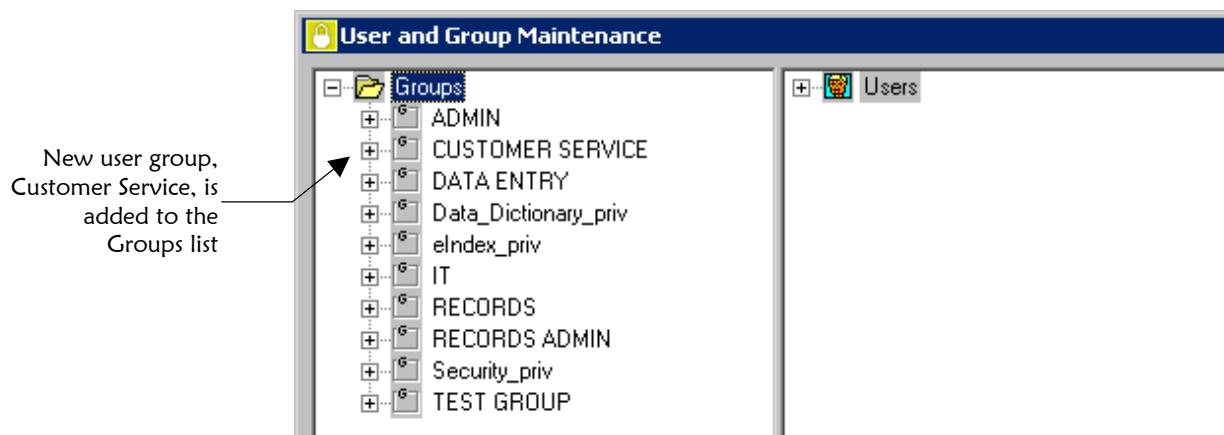 User and Group Maintenance
Groups
ADMIN
CUSTOMER SERVICE
DATA ENTRY
Data_Dictionary_priv
eIndex_priv
IT
RECORDS
RECORDS ADMIN
Security_priv
TEST GROUP
Users
New user group,
Customer Service, is
added to the
Groups list